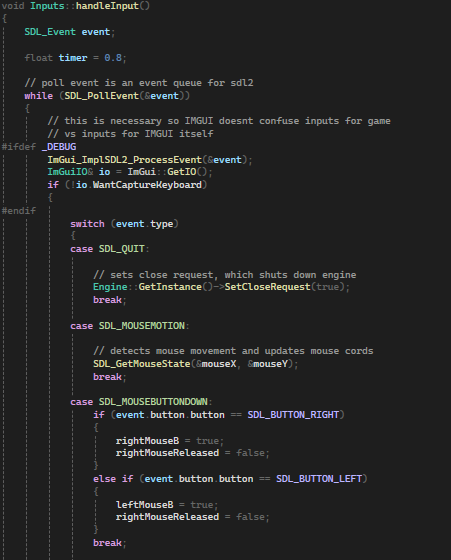 void Inputs::handleInput()
{
SDL_Event event;
float timer = 0.8;
// poll event is an event queue for sdl2
while (SDL_PollEvent(&event))
{
// this is necessary so IMGUI doesnt confuse inputs for game
// vs inputs for IMGUI itself
#ifdef _DEBUG
ImGui_ImplSDL2_ProcessEvent(&event);
ImGuiIO& io = ImGui::GetIO();
if (!io.WantCaptureKeyboard)
{
#endif
switch (event.type)
{
case SDL_QUIT:
// sets close request, which shuts down engine
Engine::GetInstance()->SetCloseRequest(true);
break;
case SDL_MOUSEMOTION:
// detects mouse movement and updates mouse cords
SDL_GetMouseState(&mouseX, &mouseY);
break;
case SDL_MOUSEBUTTONDOWN:
if (event.button.button == SDL_BUTTON_RIGHT)
{
rightMouseB = true;
rightMouseReleased = false;
}
else if (event.button.button == SDL_BUTTON_LEFT)
{
leftMouseB = true;
rightMouseReleased = false;
}
break;